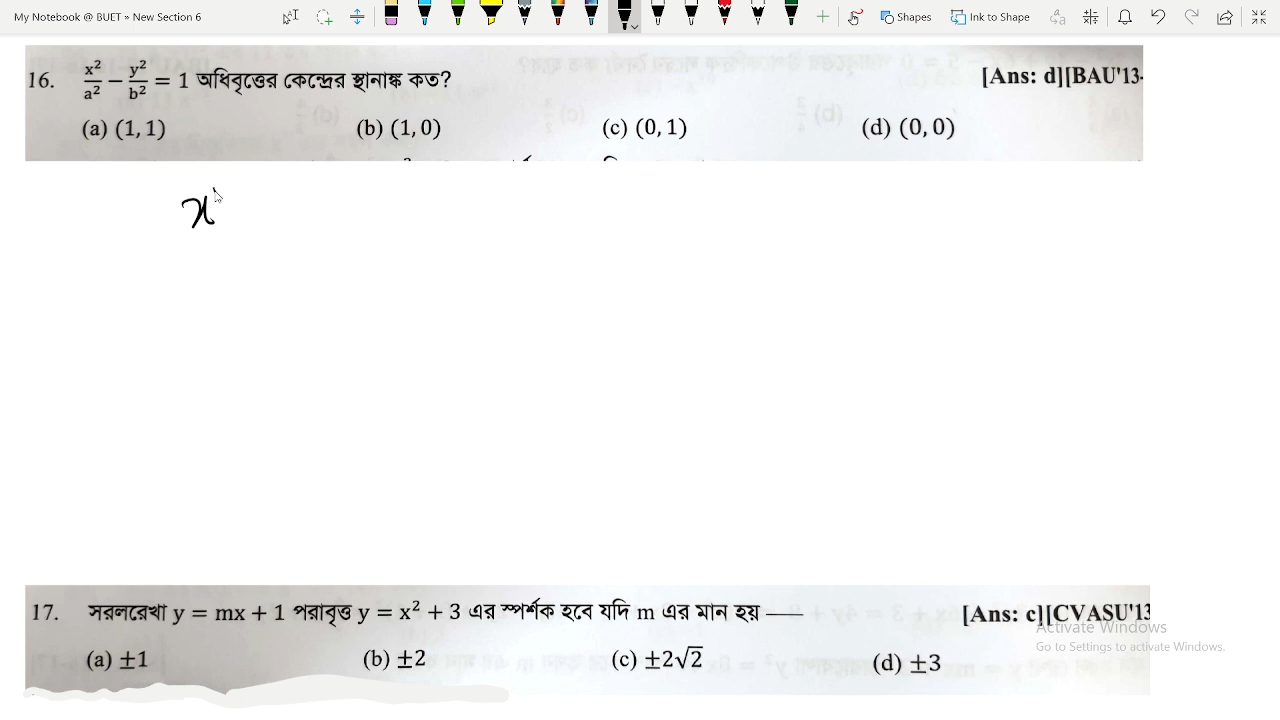 My Notebook @ BUET » New Section 6
Shapes
Ink to Shape
16. x²/a² − y²/b² = 1 অধিবৃত্তের কেন্দ্রের স্থানাঙ্ক কত? [Ans: d][BAU'13-
(a) (1, 1) (b) (1, 0) (c) (0, 1) (d) (0, 0)
x
17. সরলরেখা y = mx + 1 পরাবৃত্ত y = x² + 3 এর স্পর্শক হবে যদি m এর মান হয় —— [Ans: c][CVASU'13
(a) ±1 (b) ±2 (c) ±2√2 (d) ±3
Activate Windows
Go to Settings to activate Windows.